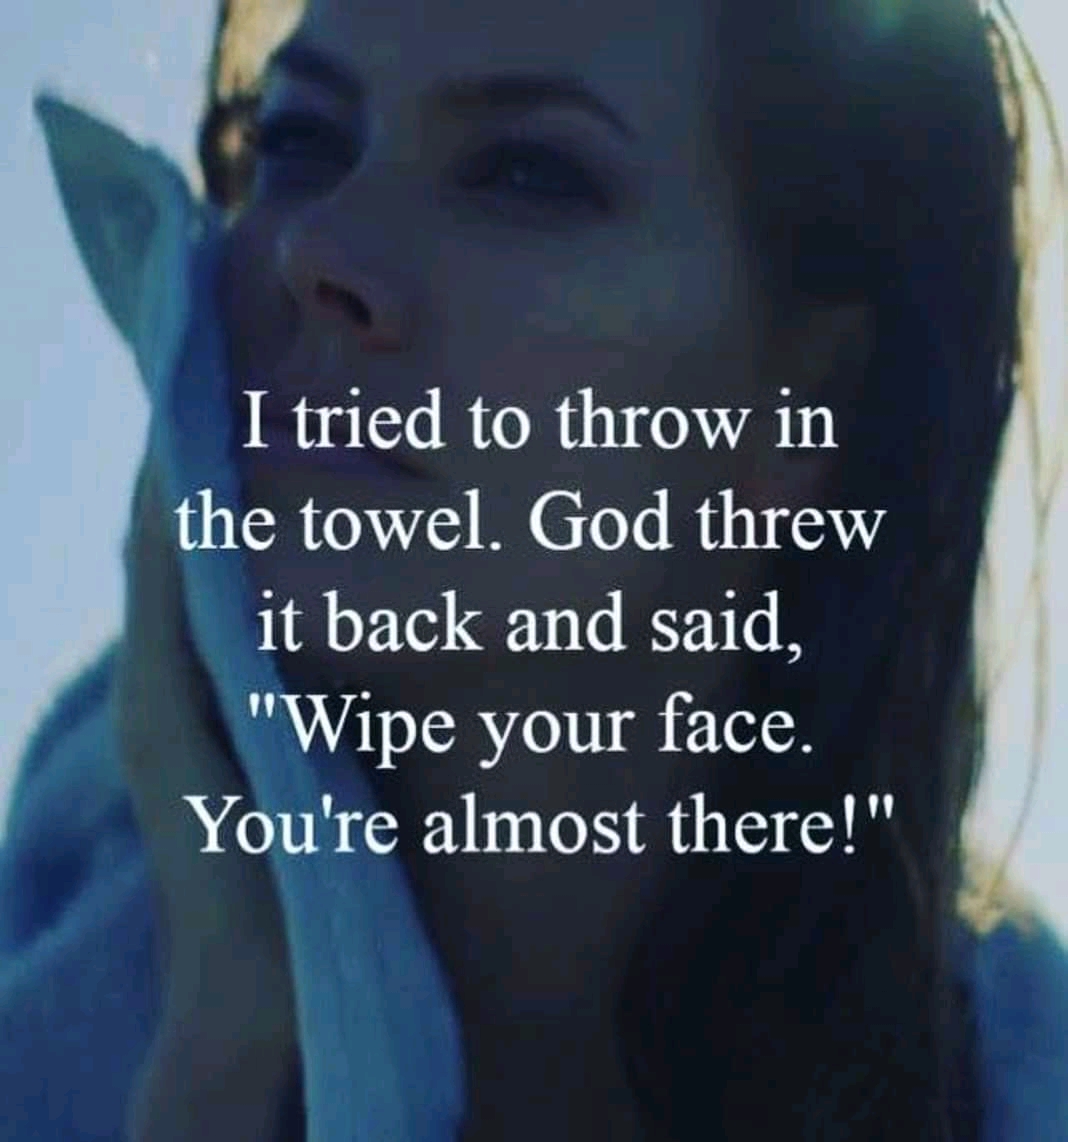 I tried to throw in
the towel. God threw
it back and said,
"Wipe your face.
You're almost there!"